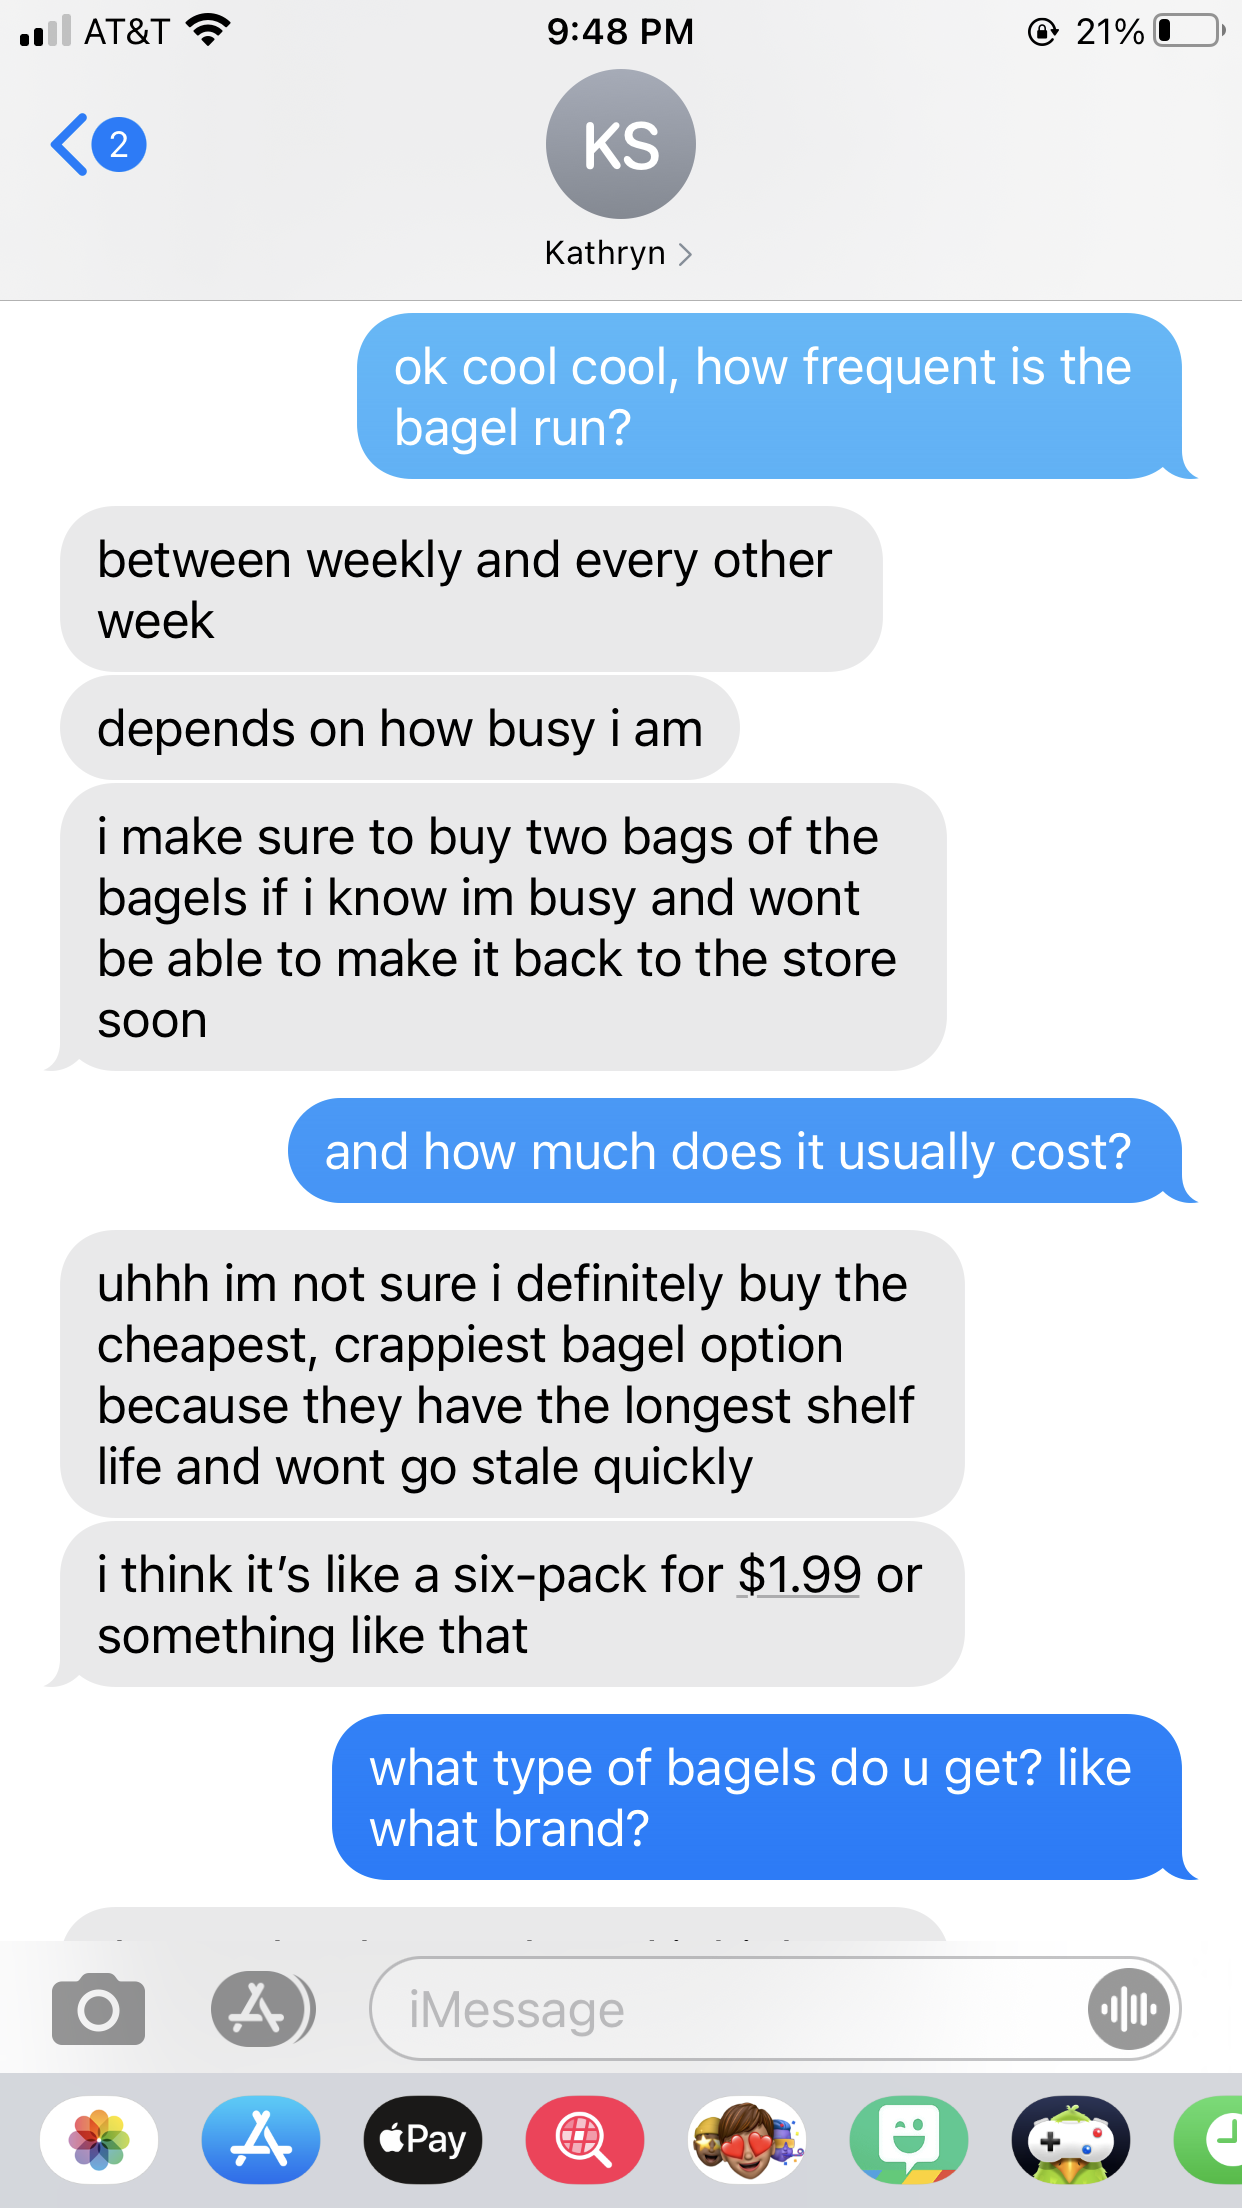 AT&T 9:48 PM 21%
2
KS
Kathryn
ok cool cool, how frequent is the
bagel run?
between weekly and every other
week
depends on how busy i am
i make sure to buy two bags of the
bagels if i know im busy and wont
be able to make it back to the store
soon
and how much does it usually cost?
uhhh im not sure i definitely buy the
cheapest, crappiest bagel option
because they have the longest shelf
life and wont go stale quickly
i think it’s like a six-pack for $1.99 or
something like that
what type of bagels do u get? like
what brand?
iMessage
Pay